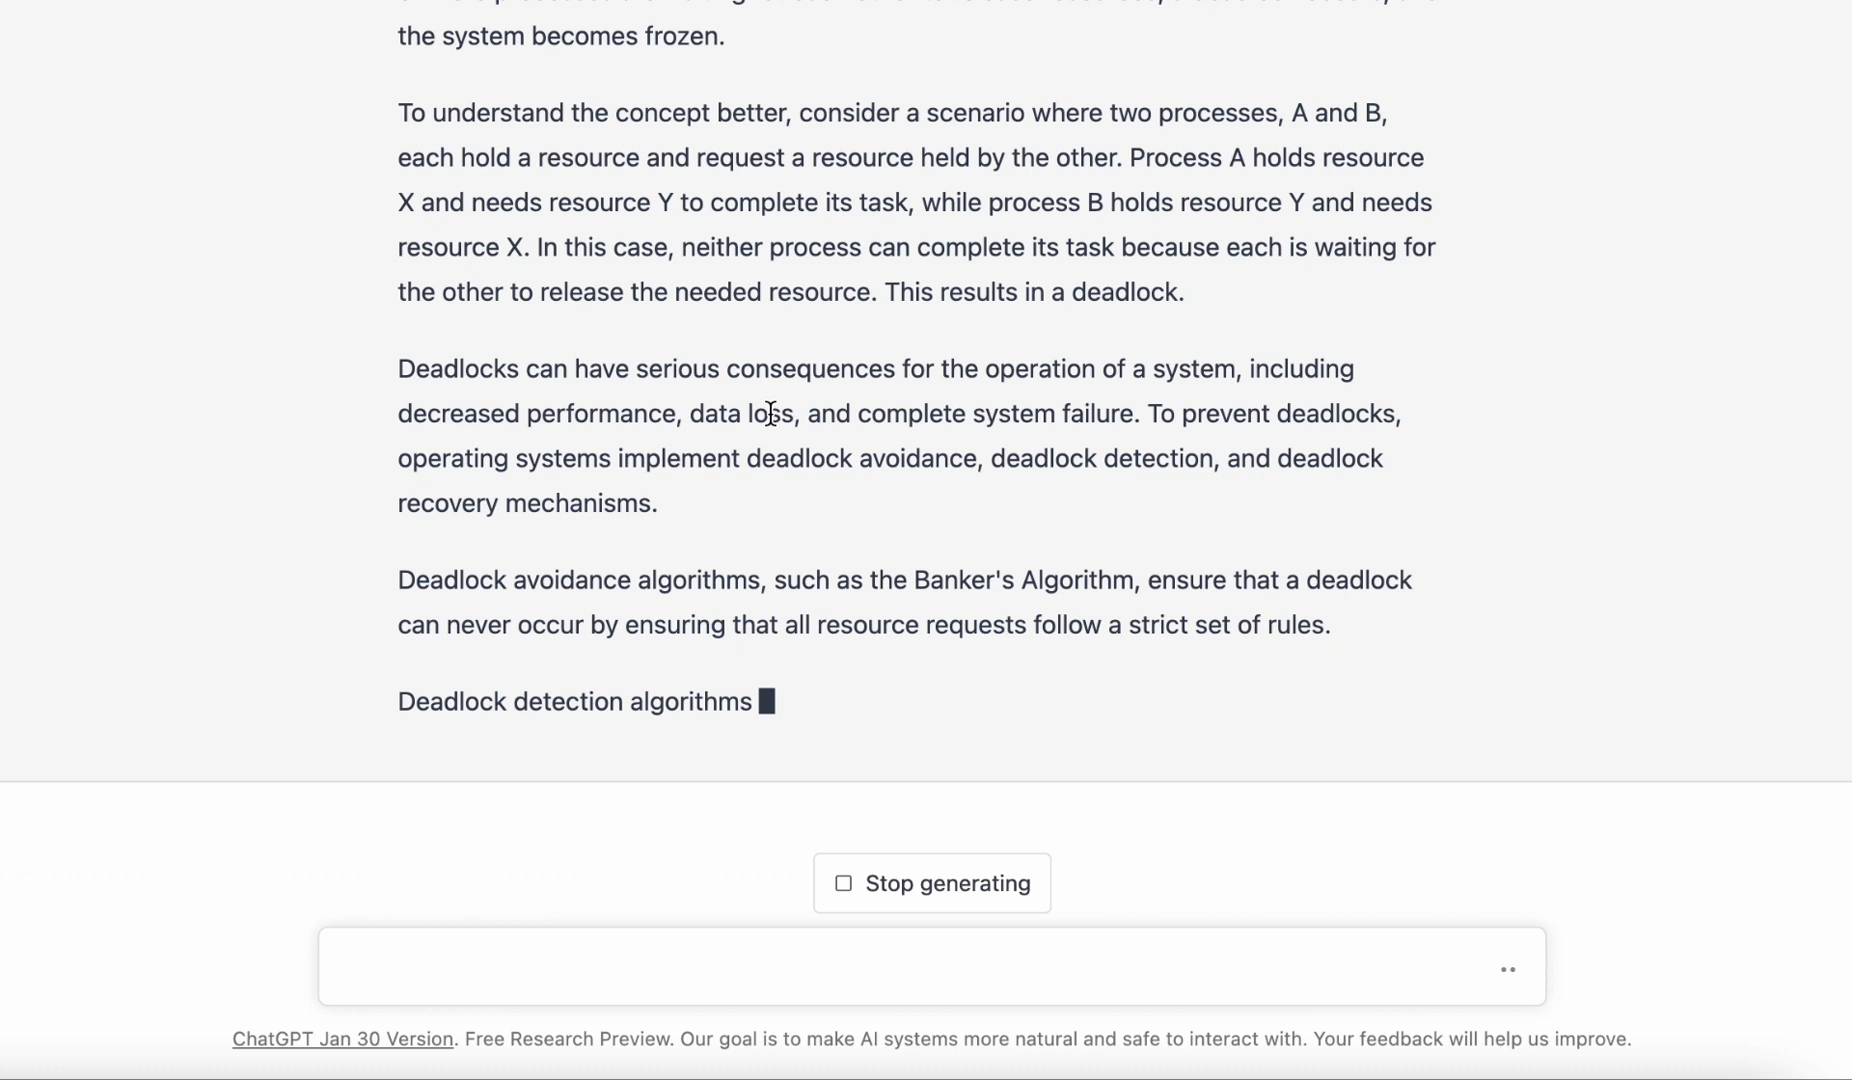 the system becomes frozen.
To understand the concept better, consider a scenario where two processes, A and B,
each hold a resource and request a resource held by the other. Process A holds resource
X and needs resource Y to complete its task, while process B holds resource Y and needs
resource X. In this case, neither process can complete its task because each is waiting for
the other to release the needed resource. This results in a deadlock.
Deadlocks can have serious consequences for the operation of a system, including
decreased performance, data loss, and complete system failure. To prevent deadlocks,
operating systems implement deadlock avoidance, deadlock detection, and deadlock
recovery mechanisms.
Deadlock avoidance algorithms, such as the Banker's Algorithm, ensure that a deadlock
can never occur by ensuring that all resource requests follow a strict set of rules.
Deadlock detection algorithms
Stop generating
ChatGPT Jan 30 Version. Free Research Preview. Our goal is to make AI systems more natural and safe to interact with. Your feedback will help us improve.